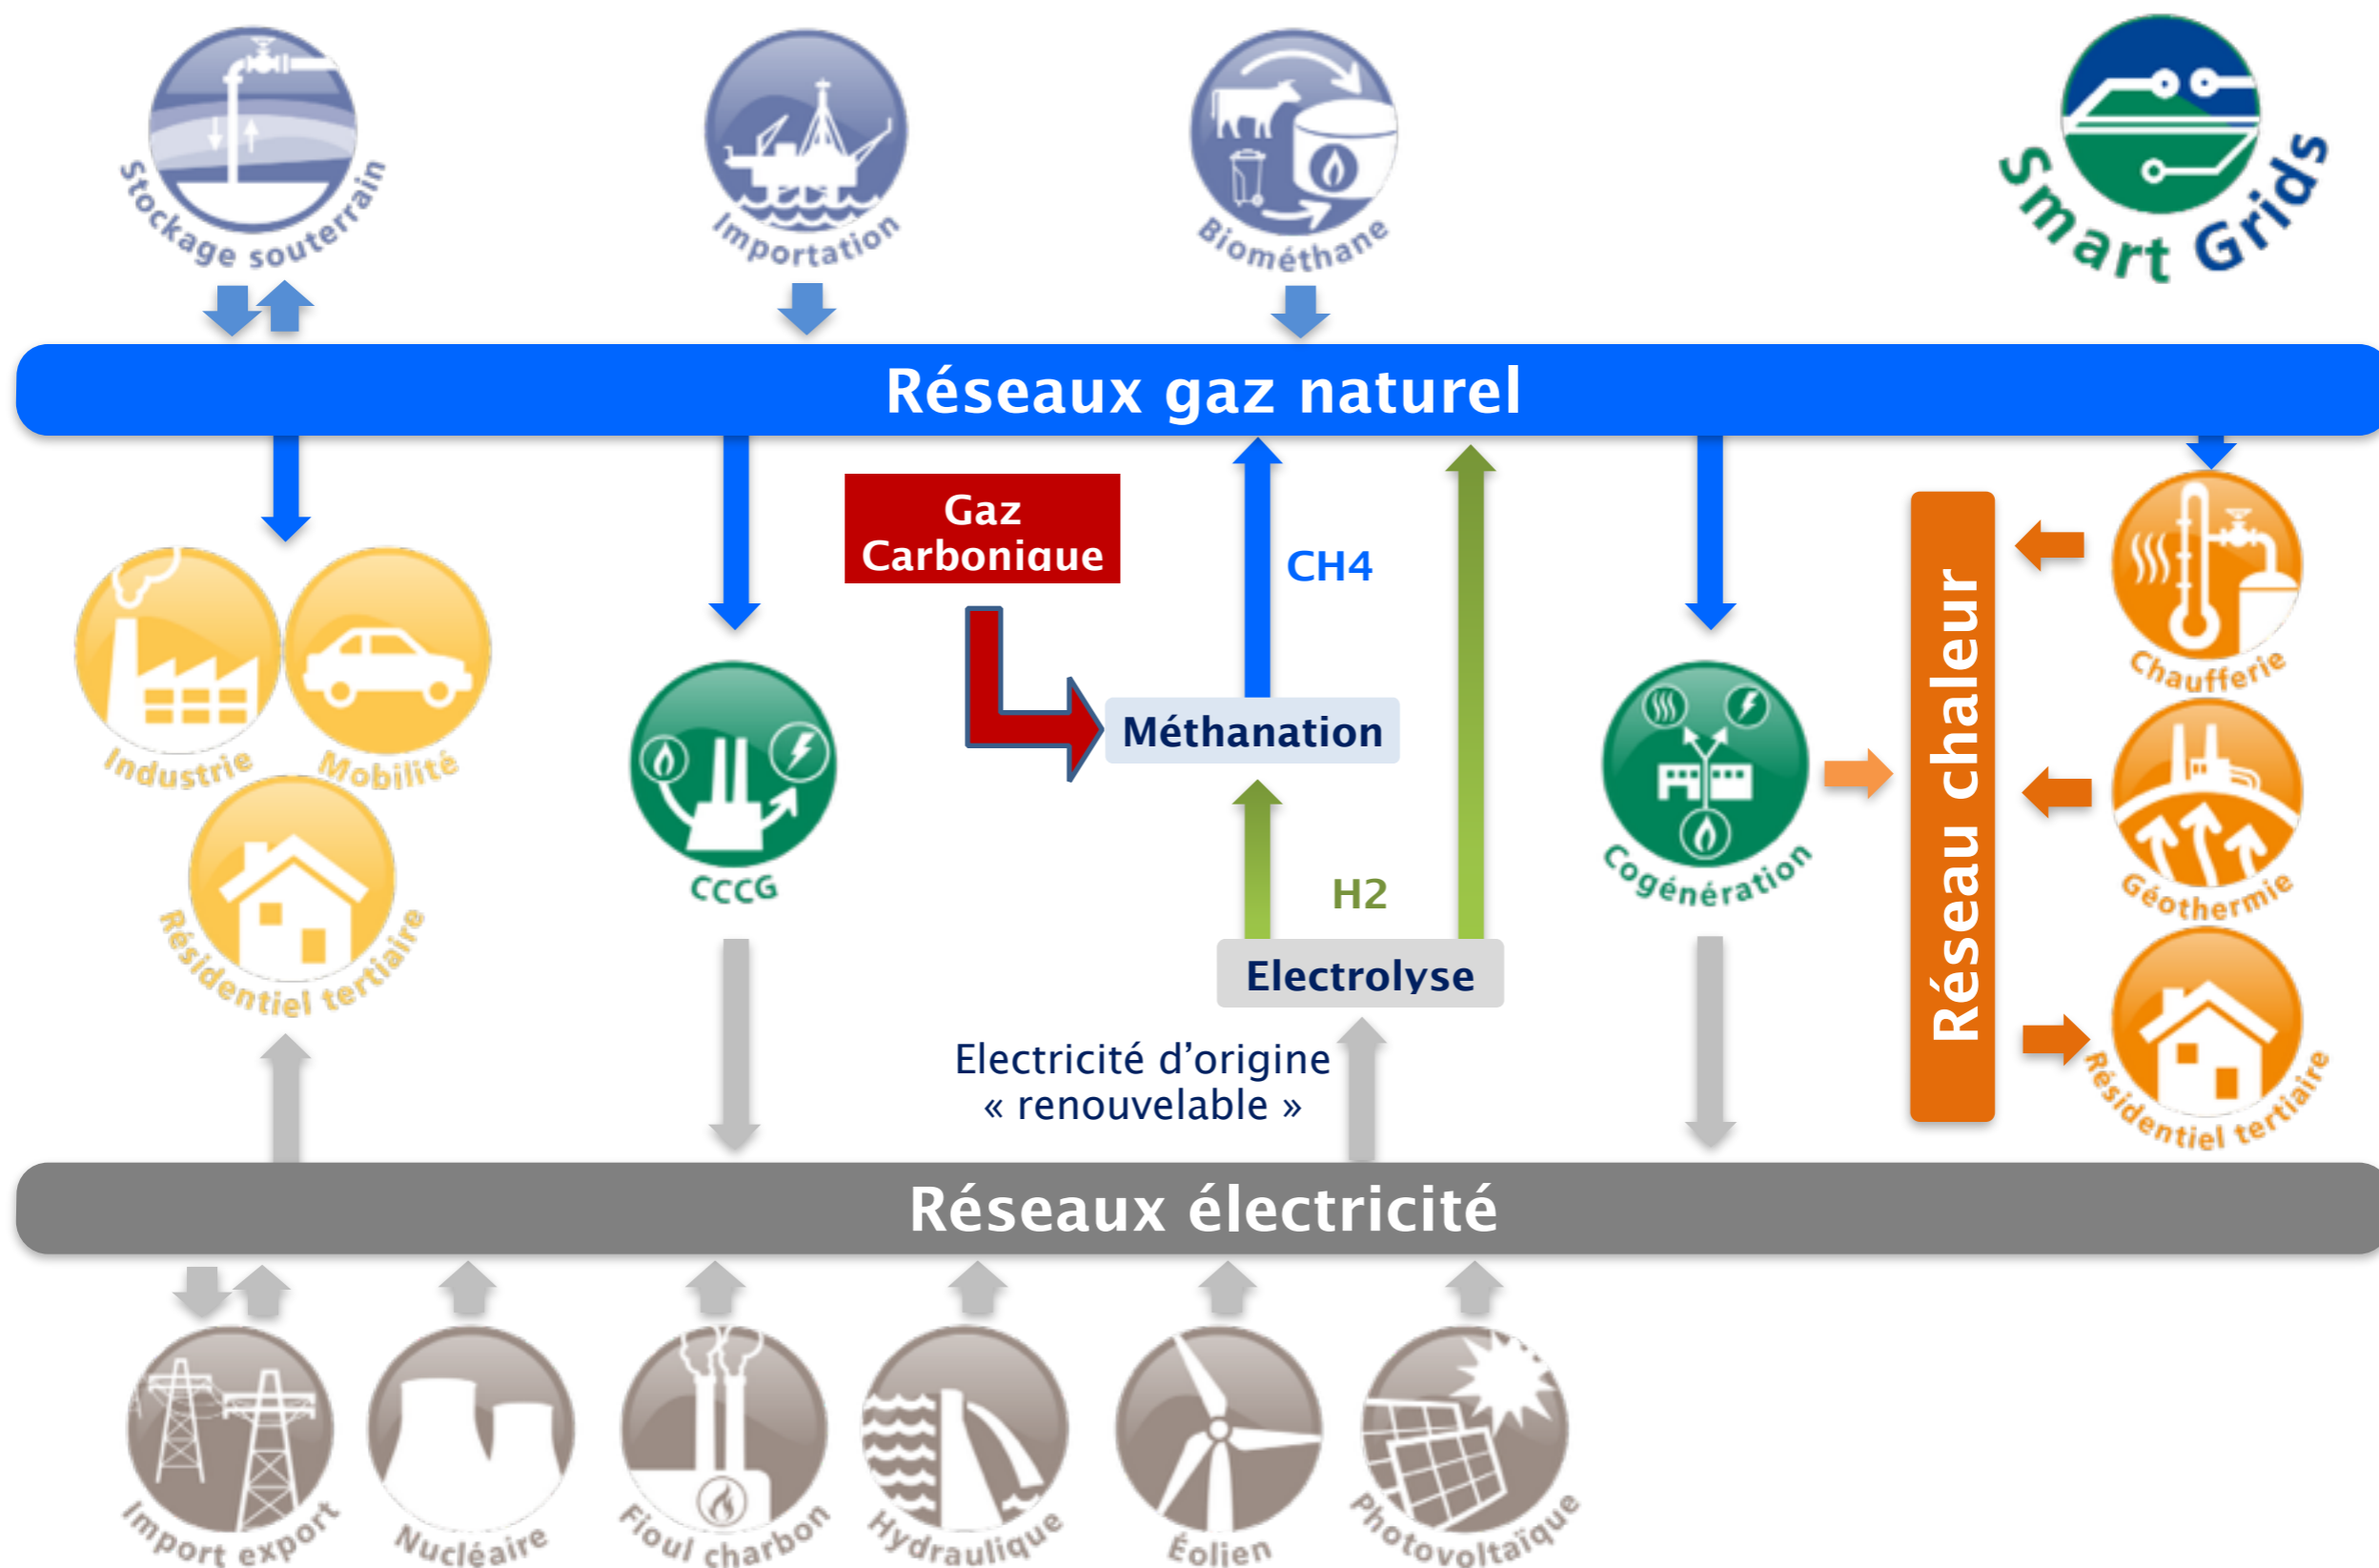 Stockage souterrain
Importation
Biométhane
Smart Grids
Réseaux gaz naturel
Gaz
Carbonique
CH4
Méthanation
H2
Electrolyse
Electricité d'origine
« renouvelable »
Industrie
Mobilité
Résidentiel tertiaire
CCCG
Cogénération
Réseau chaleur
Chaufferie
Géothermie
Résidentiel tertiaire
Réseaux électricité
Import export
Nucléaire
Fioul charbon
Hydraulique
Éolien
Photovoltaïque